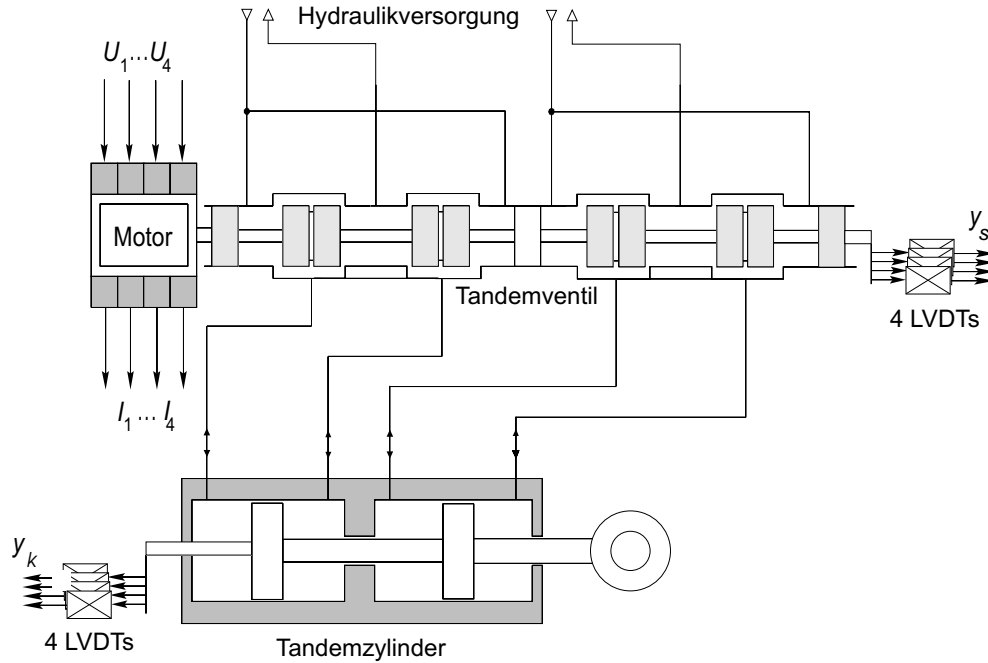 Hydraulikversorgung
U1...U4
Motor
ys
Tandemventil
4 LVDTs
I1 ... I4
yk
4 LVDTs
Tandemzylinder